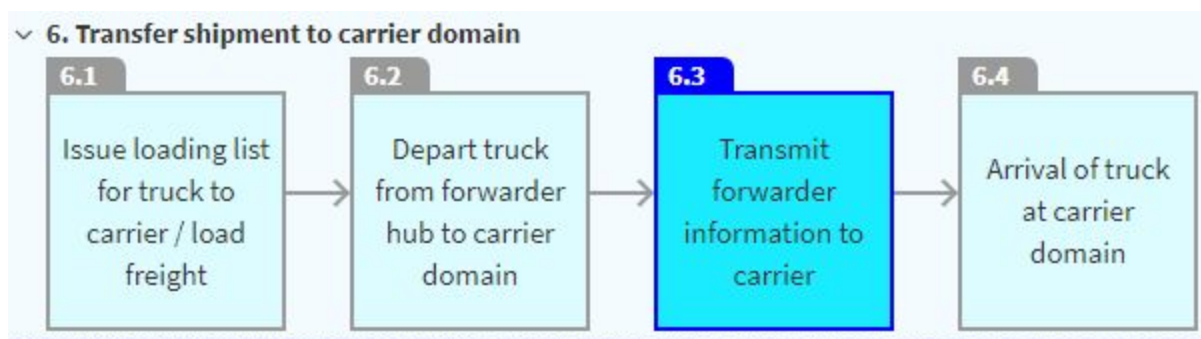 6. Transfer shipment to carrier domain
6.1
Issue loading list
for truck to
carrier / load
freight
6.2
Depart truck
from forwarder
hub to carrier
domain
6.3
Transmit
forwarder
information to
carrier
6.4
Arrival of truck
at carrier
domain